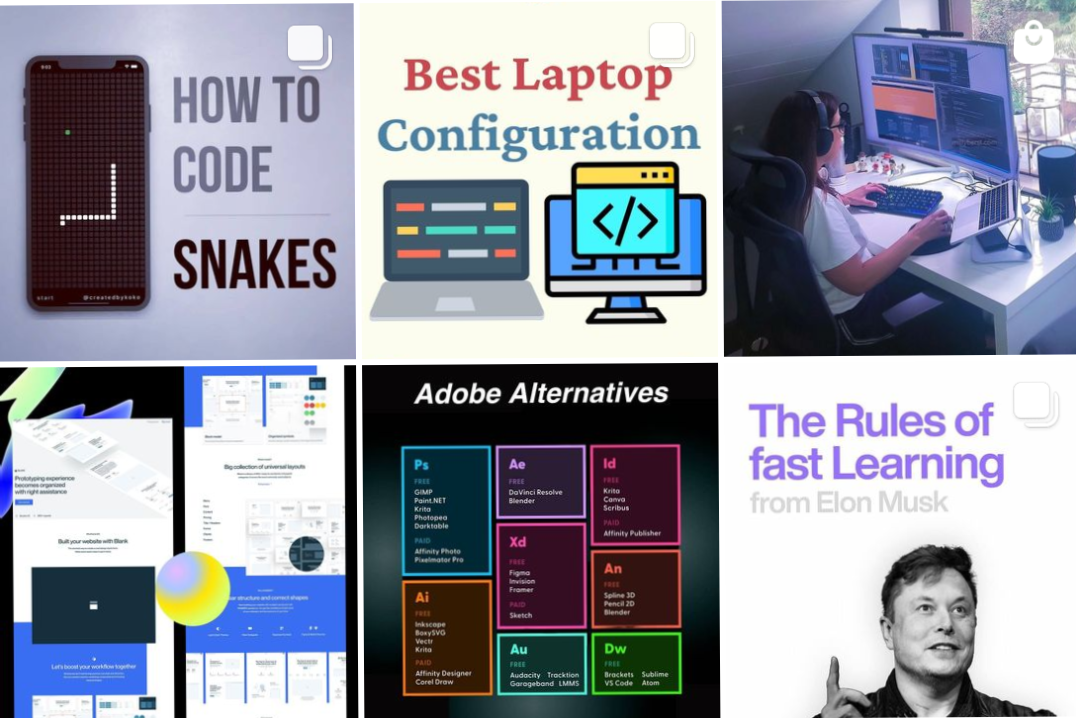 HOW TO
CODE
SNAKES
start
@createdbykoko
Best Laptop
Configuration
</>
Prototyping experience
becomes organized
with right assistance
Built your website with Blank
Let's boost your workflow together
Big collection of universal layouts
structure and correct shapes
Adobe Alternatives
Ps
FREE
GIMP
Paint.NET
Krita
Photopea
Darktable
PAID
Affinity Photo
Pixelmator Pro
Ai
FREE
Inkscape
BoxySVG
Vectr
Krita
PAID
Affinity Designer
Corel Draw
Ae
FREE
DaVinci Resolve
Blender
Xd
FREE
Figma
Invision
Framer
PAID
Sketch
Au
FREE
Audacity Tracktion
Garageband LMMS
Id
FREE
Krita
Canva
Scribus
PAID
Affinity Publisher
An
FREE
Spline 3D
Pencil 2D
Blender
Dw
FREE
Brackets Sublime
VS Code Atom
The Rules of
fast Learning
from Elon Musk